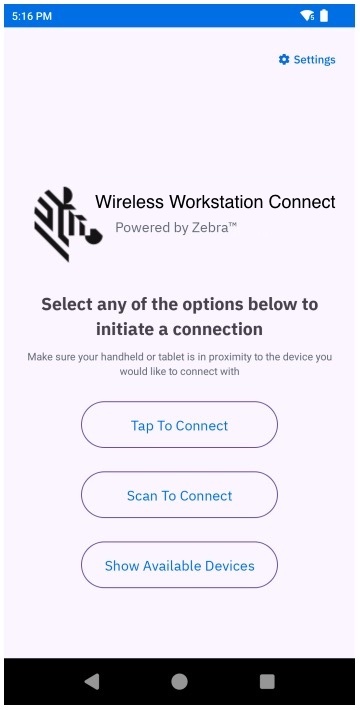 5:16 PM
Settings
Wireless Workstation Connect
Powered by Zebra™
Select any of the options below to
initiate a connection
Make sure your handheld or tablet is in proximity to the device you
would like to connect with
Tap To Connect
Scan To Connect
Show Available Devices